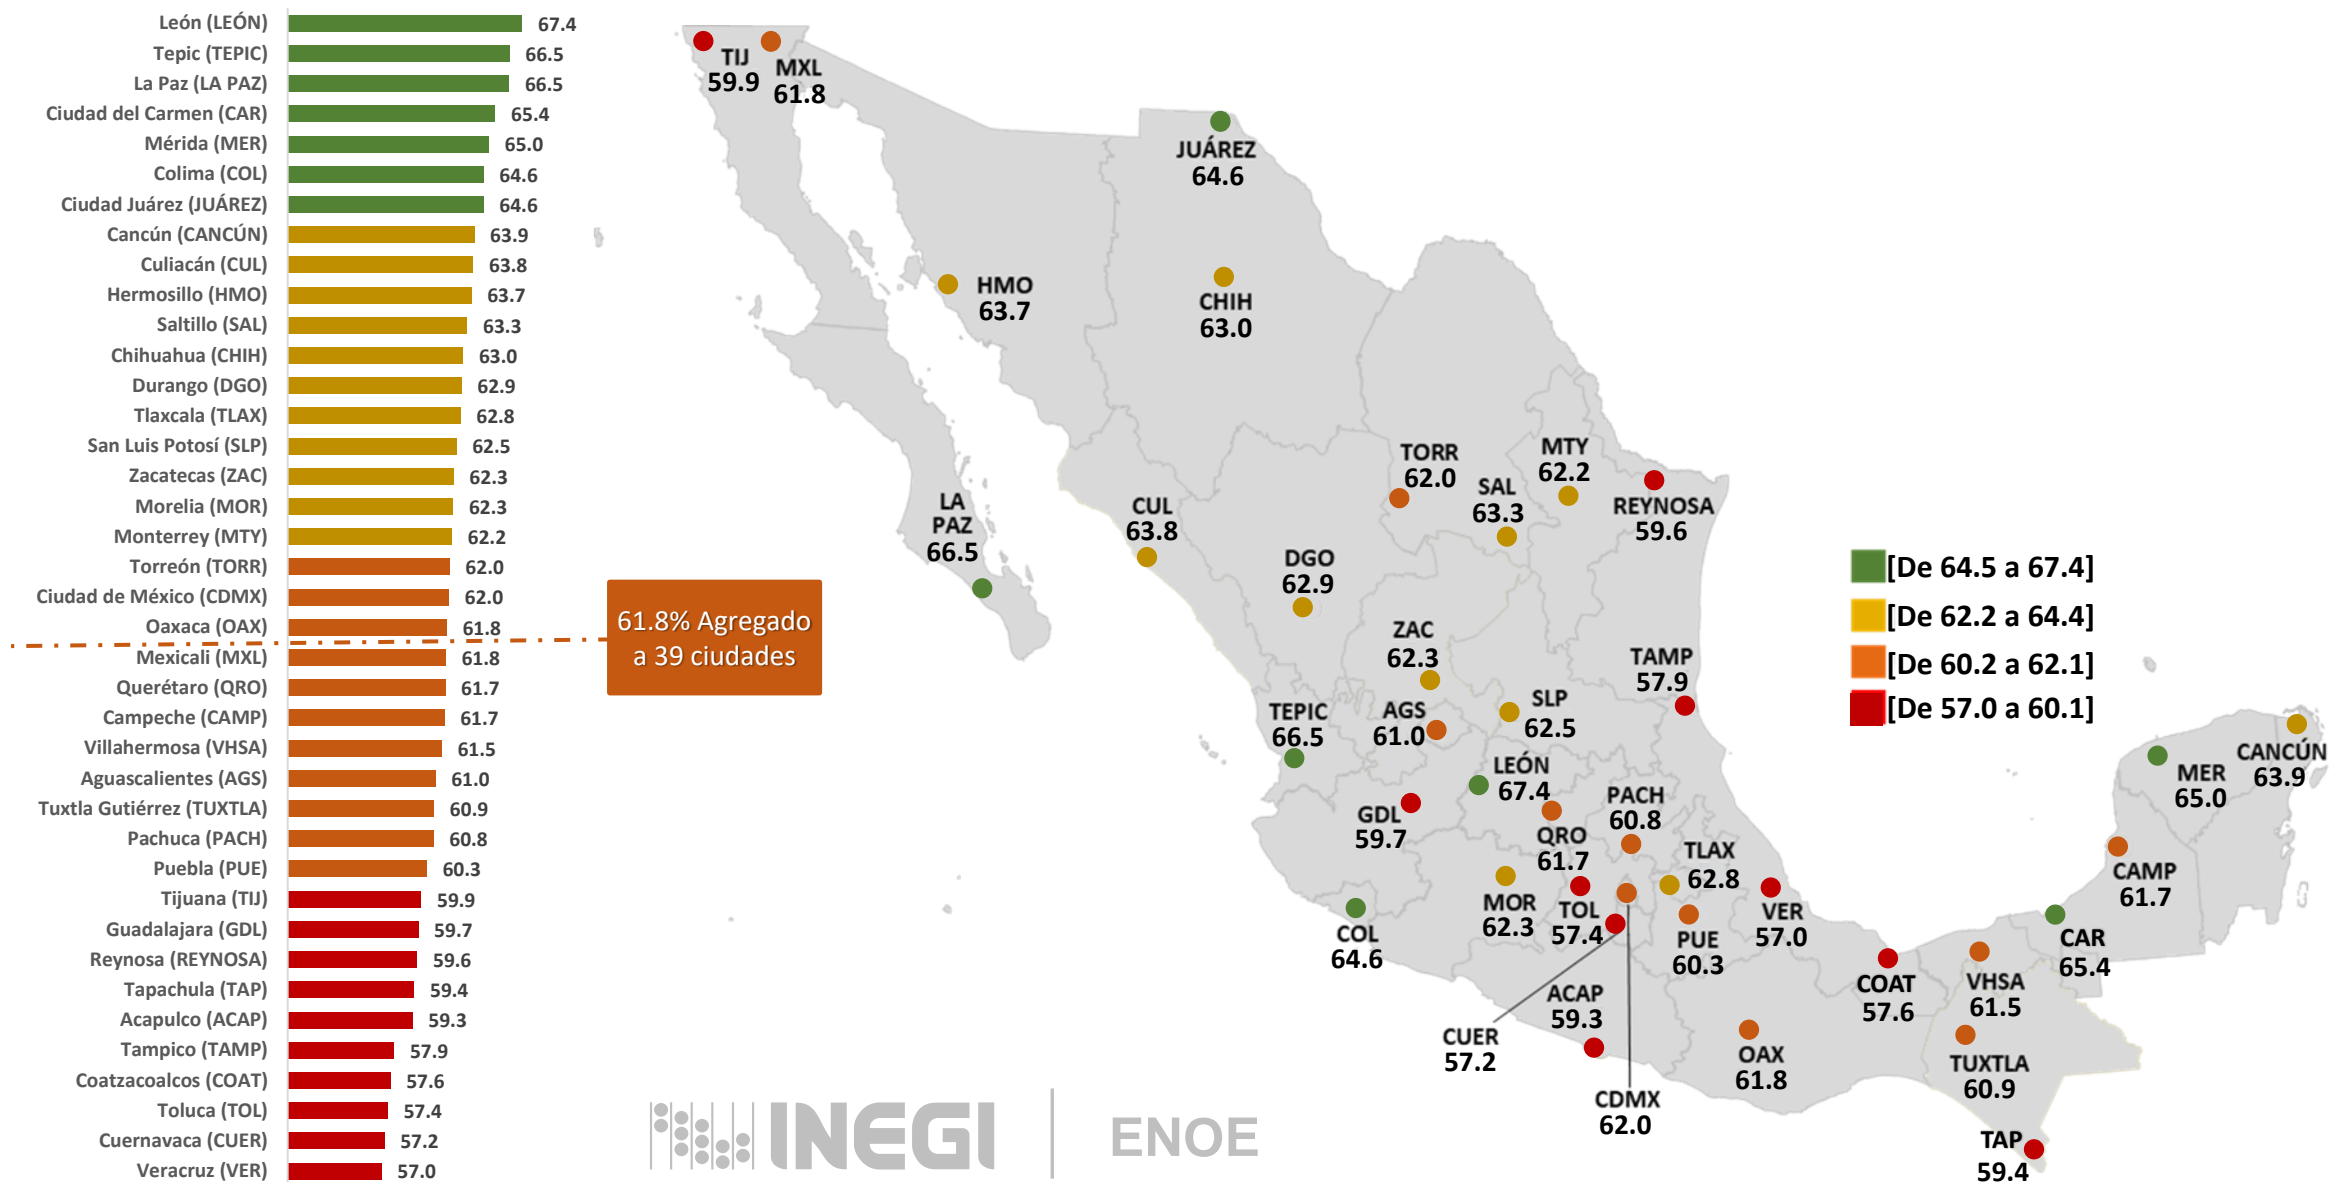 León (LEÓN) 67.4
Tepic (TEPIC) 66.5
La Paz (LA PAZ) 66.5
Ciudad del Carmen (CAR) 65.4
Mérida (MER) 65.0
Colima (COL) 64.6
Ciudad Juárez (JUÁREZ) 64.6
Cancún (CANCÚN) 63.9
Culiacán (CUL) 63.8
Hermosillo (HMO) 63.7
Saltillo (SAL) 63.3
Chihuahua (CHIH) 63.0
Durango (DGO) 62.9
Tlaxcala (TLAX) 62.8
San Luis Potosí (SLP) 62.5
Zacatecas (ZAC) 62.3
Morelia (MOR) 62.3
Monterrey (MTY) 62.2
Torreón (TORR) 62.0
Ciudad de México (CDMX) 62.0
Oaxaca (OAX) 61.8
Mexicali (MXL) 61.8
Querétaro (QRO) 61.7
Campeche (CAMP) 61.7
Villahermosa (VHSA) 61.5
Aguascalientes (AGS) 61.0
Tuxtla Gutiérrez (TUXTLA) 60.9
Pachuca (PACH) 60.8
Puebla (PUE) 60.3
Tijuana (TIJ) 59.9
Guadalajara (GDL) 59.7
Reynosa (REYNOSA) 59.6
Tapachula (TAP) 59.4
Acapulco (ACAP) 59.3
Tampico (TAMP) 57.9
Coatzacoalcos (COAT) 57.6
Toluca (TOL) 57.4
Cuernavaca (CUER) 57.2
Veracruz (VER) 57.0
61.8% Agregado
a 39 ciudades
TIJ
59.9
MXL
61.8
JUÁREZ
64.6
HMO
63.7
CHIH
63.0
LA
PAZ
66.5
CUL
63.8
TORR
62.0
SAL
63.3
MTY
62.2
REYNOSA
59.6
DGO
62.9
ZAC
62.3
TAMP
57.9
TEPIC
66.5
AGS
61.0
SLP
62.5
LEÓN
67.4
GDL
59.7
QRO
61.7
PACH
60.8
TLAX
62.8
COL
64.6
MOR
62.3
TOL
57.4
PUE
60.3
VER
57.0
CUER
57.2
ACAP
59.3
CDMX
62.0
OAX
61.8
COAT
57.6
VHSA
61.5
TUXTLA
60.9
TAP
59.4
CAR
65.4
CAMP
61.7
MER
65.0
CANCÚN
63.9
[De 64.5 a 67.4]
[De 62.2 a 64.4]
[De 60.2 a 62.1]
[De 57.0 a 60.1]
INEGI
ENOE